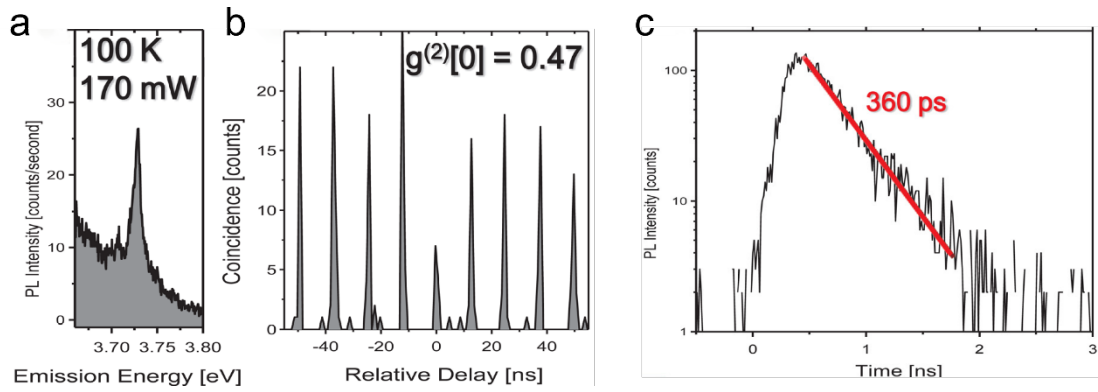 a
100 K
170 mW
PL Intensity [counts/second]
30
20
10
0
3.70
3.75
3.80
Emission Energy [eV]
b
g(2)[0] = 0.47
Coincidence [counts]
20
15
10
5
0
-40
-20
0
20
40
Relative Delay [ns]
c
360 ps
PL Intensity [counts]
100
10
1
0
1
2
3
Time [ns]